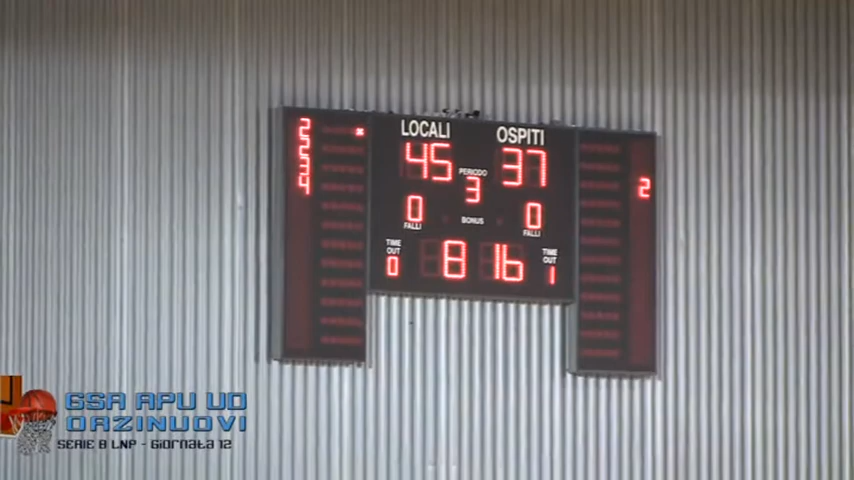 LOCALI OSPITI
45 PERIODO 37
3
0 BONUS 0
FALLI FALLI
TIME OUT TIME OUT
0 8 16 1
2
GSA APU UD
ORZINUOVI
SERIE B LNP - GIORNATA 12